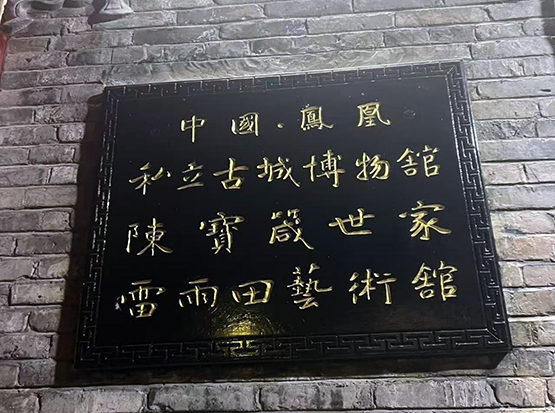 中國·鳳凰
私立古城博物館
陳寶箴世家
雷雨田藝術館